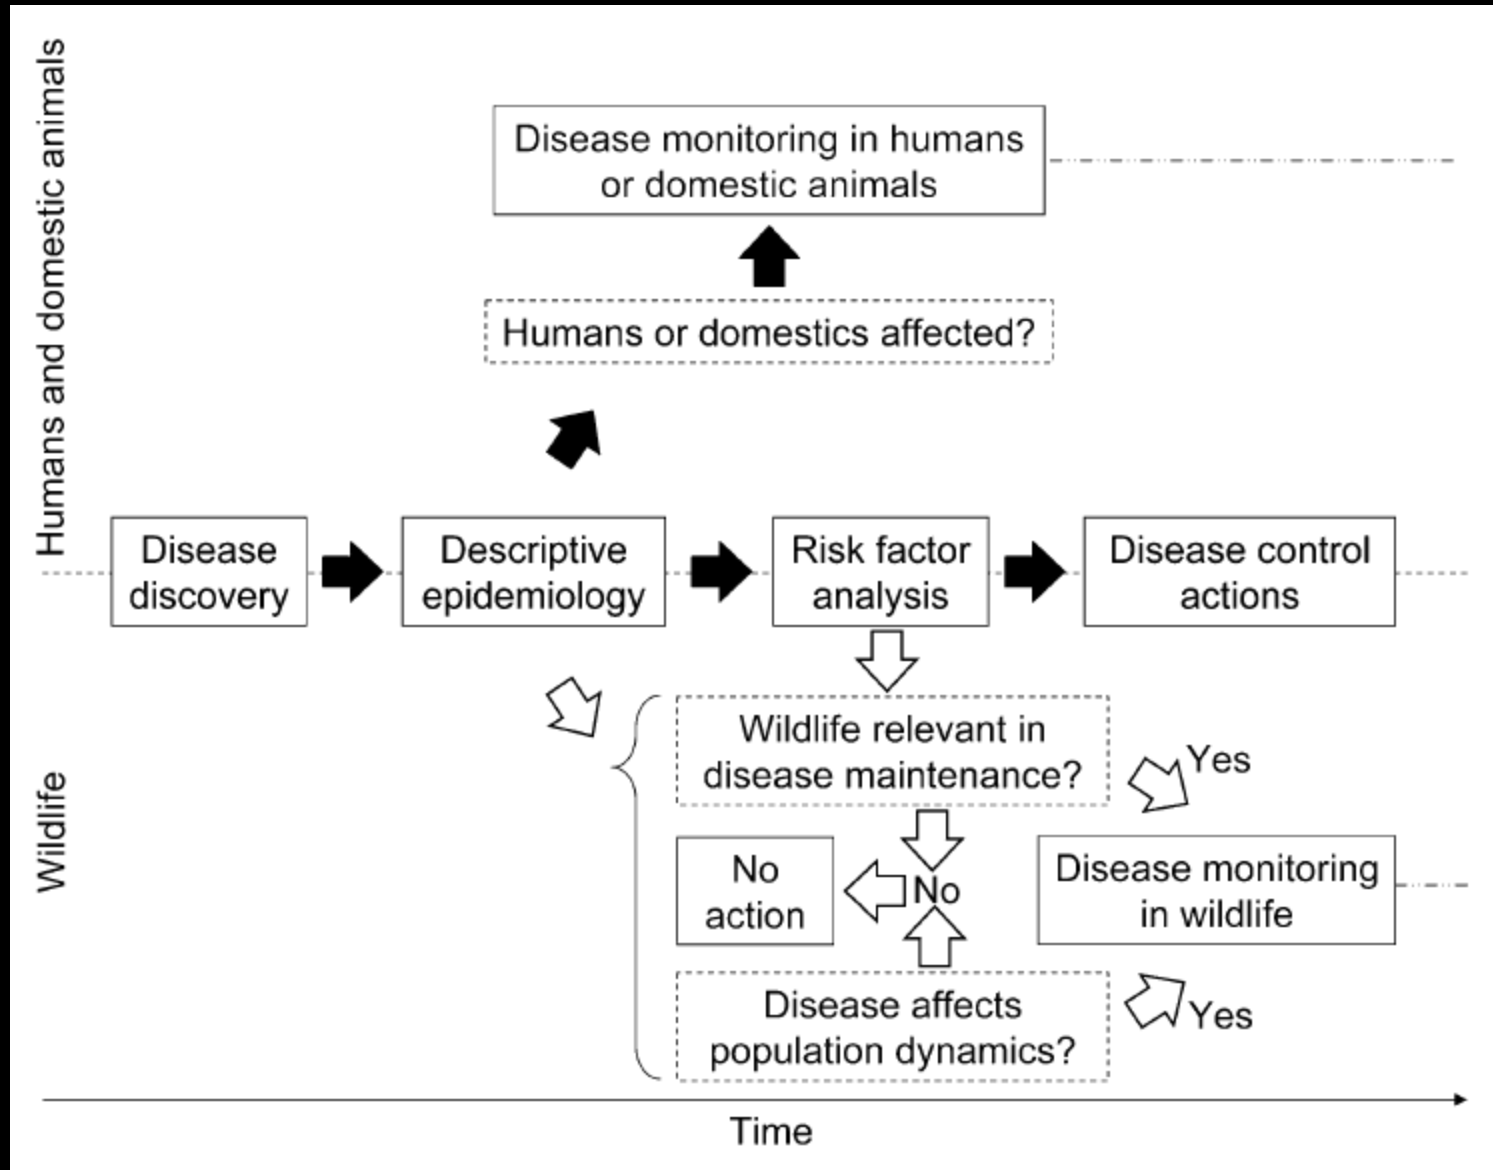 Humans and domestic animals
Disease monitoring in humans
or domestic animals
Humans or domestics affected?
Disease
discovery
Descriptive
epidemiology
Risk factor
analysis
Disease control
actions
Wildlife
Wildlife relevant in
disease maintenance?
Yes
No
action
No
Disease monitoring
in wildlife
Disease affects
population dynamics?
Yes
Time